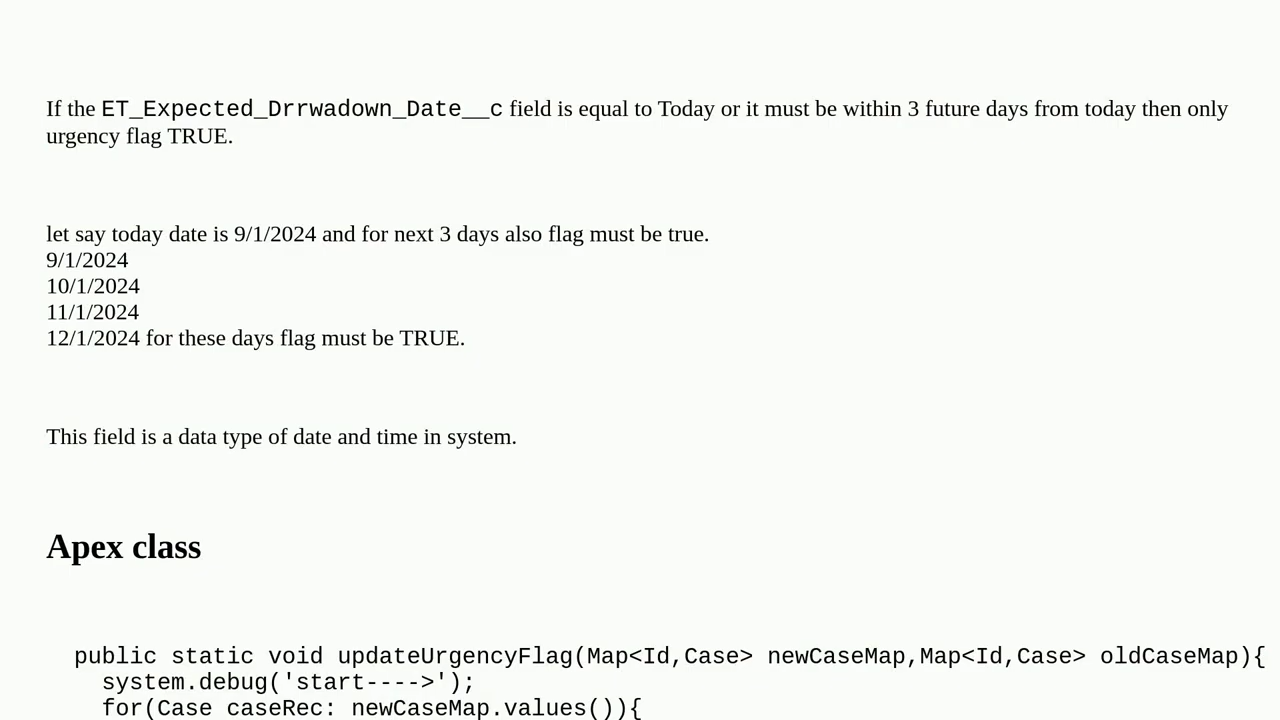 If the ET_Expected_Drrwadown_Date__c field is equal to Today or it must be within 3 future days from today then only
urgency flag TRUE.
let say today date is 9/1/2024 and for next 3 days also flag must be true.
9/1/2024
10/1/2024
11/1/2024
12/1/2024 for these days flag must be TRUE.
This field is a data type of date and time in system.
Apex class
public static void updateUrgencyFlag(Map<Id,Case> newCaseMap,Map<Id,Case> oldCaseMap){
system.debug('start---->');
for(Case caseRec: newCaseMap.values()){